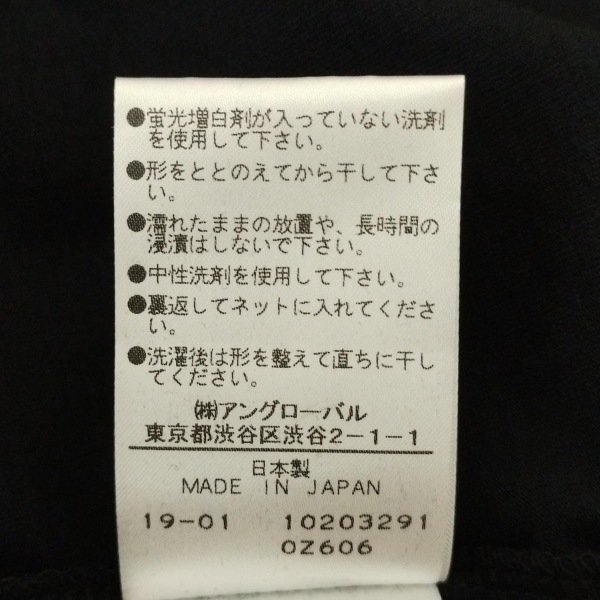 ●蛍光増白剤が入っていない洗剤
を使用して下さい。
●形をととのえてから干して下さ
い。
●濡れたままの放置や、長時間の
浸漬はしないで下さい。
●中性洗剤を使用して下さい。
●裏返してネットに入れてくださ
い。
●洗濯後は形を整えて直ちに干し
てください。
㈱アングローバル
東京都渋谷区渋谷2-1-1
日本製
MADE IN JAPAN
19-01 10203291
0Z606